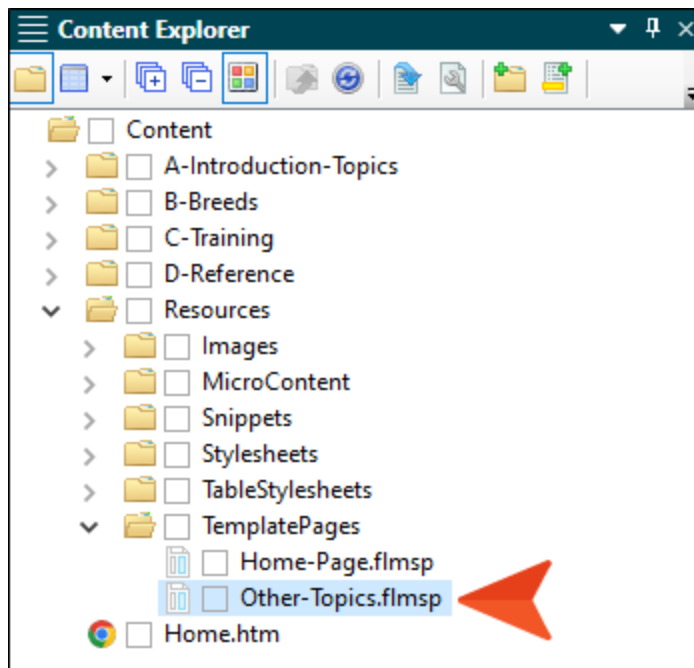 Content Explorer
Content
A-Introduction-Topics
B-Breeds
C-Training
D-Reference
Resources
Images
MicroContent
Snippets
Stylesheets
TableStylesheets
TemplatePages
Home-Page.flmsp
Other-Topics.flmsp
Home.htm